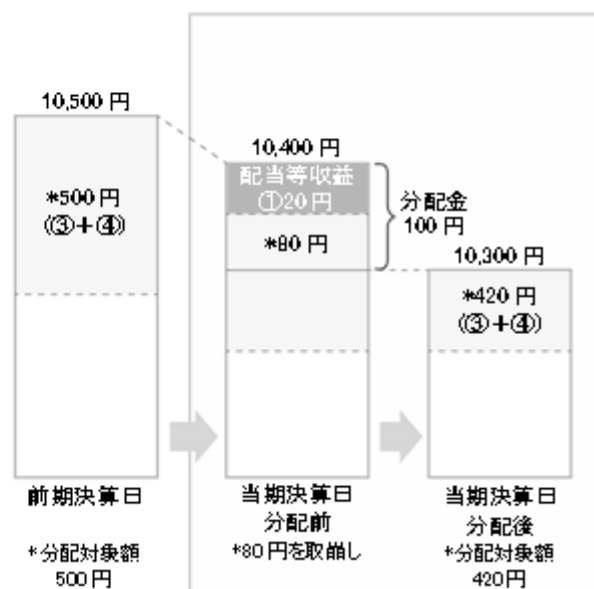 10,500 円
*500 円
(③+④)
前期決算日
*分配対象額
500 円
10,400 円
配当等収益
①20 円
*80 円
分配金
100 円
当期決算日
分配前
*80 円を取崩し
10,300 円
*420 円
(③+④)
当期決算日
分配後
*分配対象額
420円